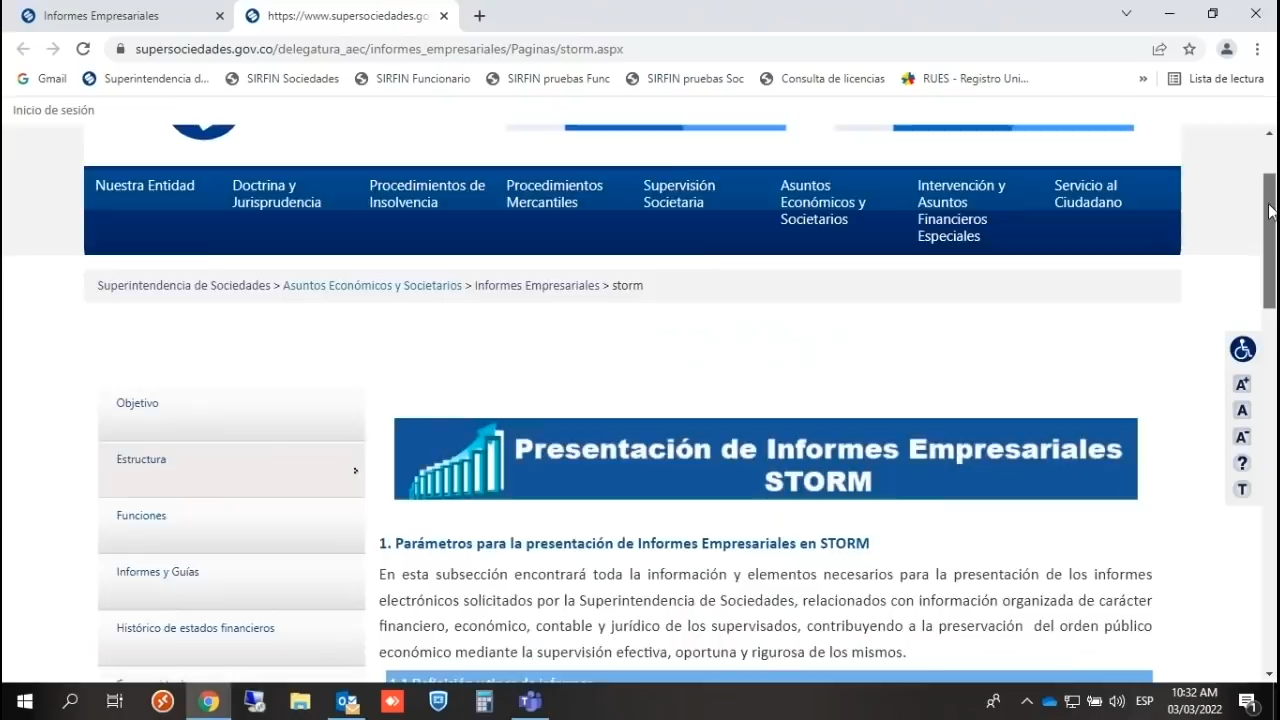 Informes Empresariales
https://www.supersociedades.go
supersociedades.gov.co/delegatura_aec/informes_empresariales/Paginas/storm.aspx
Gmail
Superintendencia d...
SIRFIN Sociedades
SIRFIN Funcionario
SIRFIN pruebas Func
SIRFIN pruebas Soc
Consulta de licencias
RUES - Registro Uni...
»
Lista de lectura
Inicio de sesión
Nuestra Entidad
Doctrina y
Jurisprudencia
Procedimientos de
Insolvencia
Procedimientos
Mercantiles
Supervisión
Societaria
Asuntos
Económicos y
Societarios
Intervención y
Asuntos
Financieros
Especiales
Servicio al
Ciudadano
Superintendencia de Sociedades > Asuntos Económicos y Societarios > Informes Empresariales > storm
Objetivo
Estructura
Funciones
Informes y Guías
Histórico de estados financieros
Presentación de Informes Empresariales
STORM
1. Parámetros para la presentación de Informes Empresariales en STORM
En esta subsección encontrará toda la información y elementos necesarios para la presentación de los informes
electrónicos solicitados por la Superintendencia de Sociedades, relacionados con información organizada de carácter
financiero, económico, contable y jurídico de los supervisados, contribuyendo a la preservación del orden público
económico mediante la supervisión efectiva, oportuna y rigurosa de los mismos.
A+
A
A-
?
T
ESP
10:32 AM
03/03/2022
1